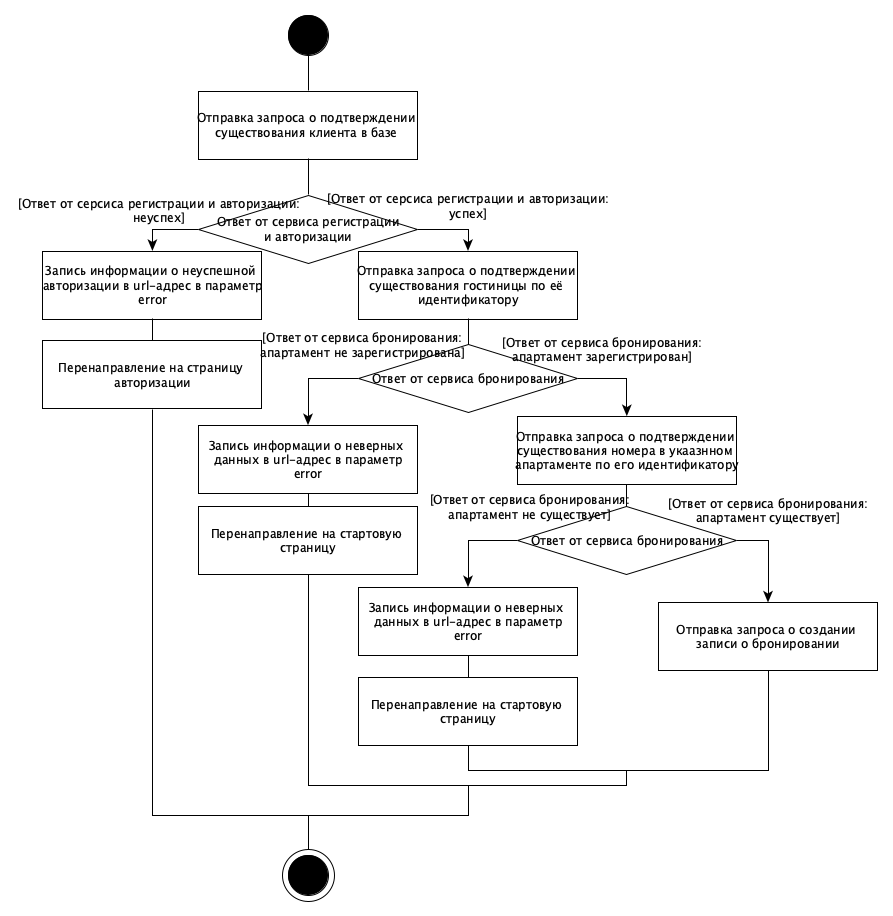 Отправка запроса о подтверждении
существования клиента в базе
[Ответ от серсиса регистрации и авторизации:
неуспех]
[Ответ от серсиса регистрации и авторизации:
успех]
Ответ от сервиса регистрации
и авторизации
Запись информации о неуспешной
авторизации в url-адрес в параметр
error
Отправка запроса о подтверждении
существования гостиницы по её
идентификатору
Перенаправление на страницу
авторизации
[Ответ от сервиса бронирования:
апартамент не зарегистрирована]
[Ответ от сервиса бронирования:
апартамент зарегистрирован]
Ответ от сервиса бронирования
Запись информации о неверных
данных в url-адрес в параметр
error
Отправка запроса о подтверждении
существования номера в укаазнном
апартаменте по его идентификатору
Перенаправление на стартовую
страницу
[Ответ от сервиса бронирования:
апартамент не существует]
[Ответ от сервиса бронирования:
апартамент существует]
Ответ от сервиса бронирования
Запись информации о неверных
данных в url-адрес в параметр
error
Отправка запроса о создании
записи о бронировании
Перенаправление на стартовую
страницу